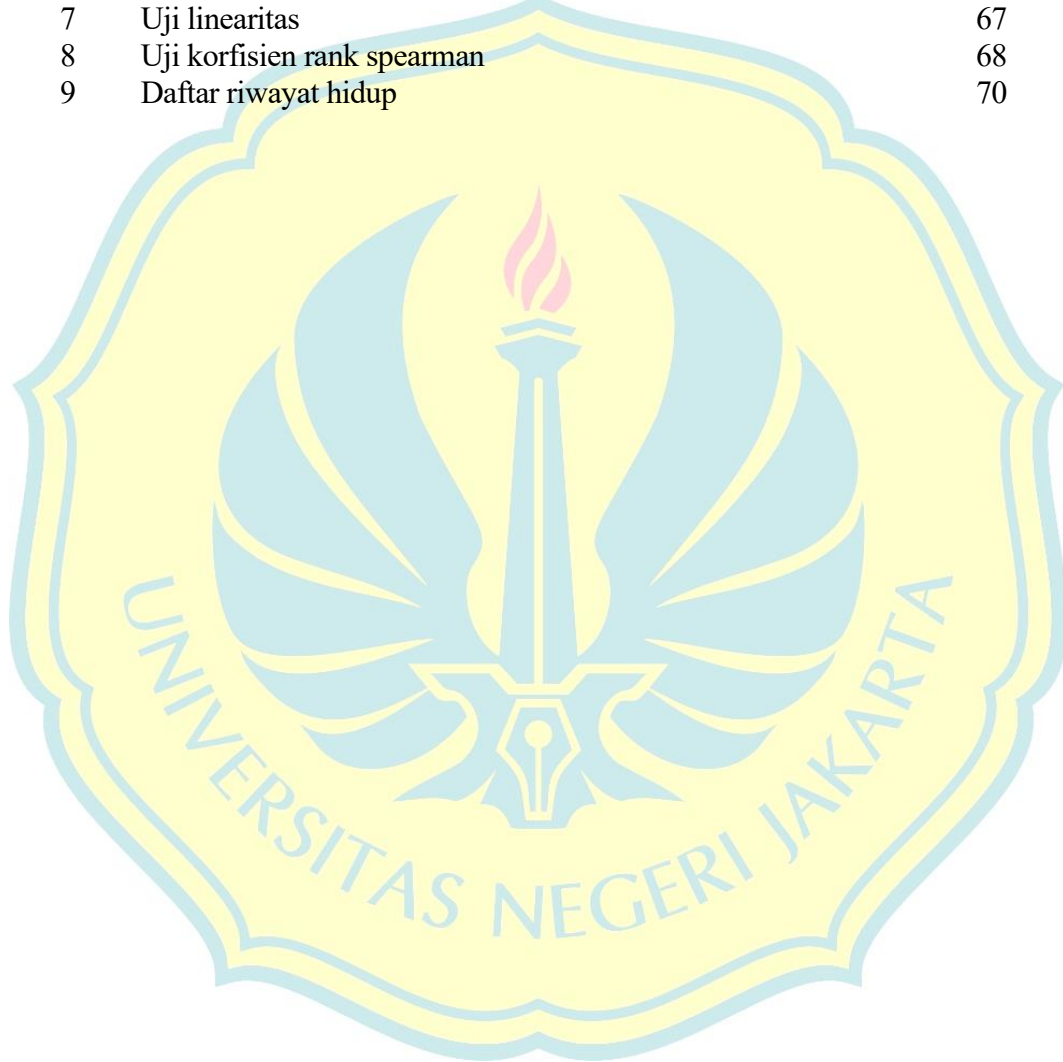 7 Uji linearitas 67
8 Uji korfisien rank spearman 68
9 Daftar riwayat hidup 70
UNIVERSITAS NEGERI JAKARTA